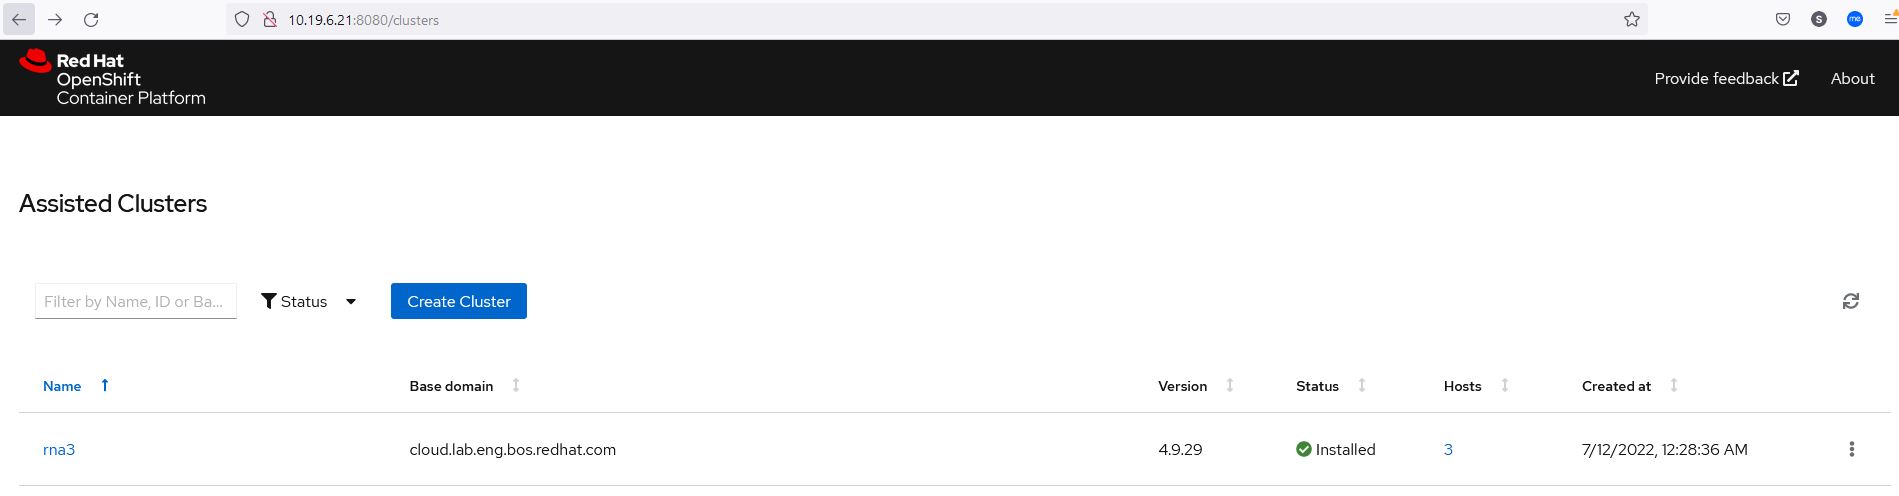 10.19.6.21:8080/clusters
S
me
Red Hat
OpenShift
Container Platform
Provide feedback
About
Assisted Clusters
Filter by Name, ID or Ba...
Status
Create Cluster
Name Base domain Version Status Hosts Created at
rna3 cloud.lab.eng.bos.redhat.com 4.9.29 Installed 3 7/12/2022, 12:28:36 AM